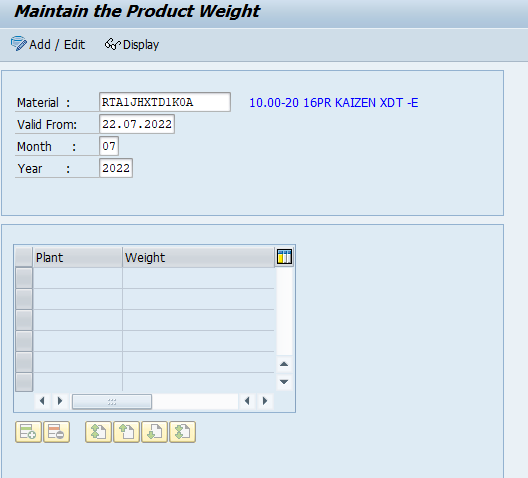 Maintain the Product Weight
Add / Edit Display
Material : RTA1JHXTD1K0A 10.00-20 16PR KAIZEN XDT -E
Valid From: 22.07.2022
Month : 07
Year : 2022
Plant Weight